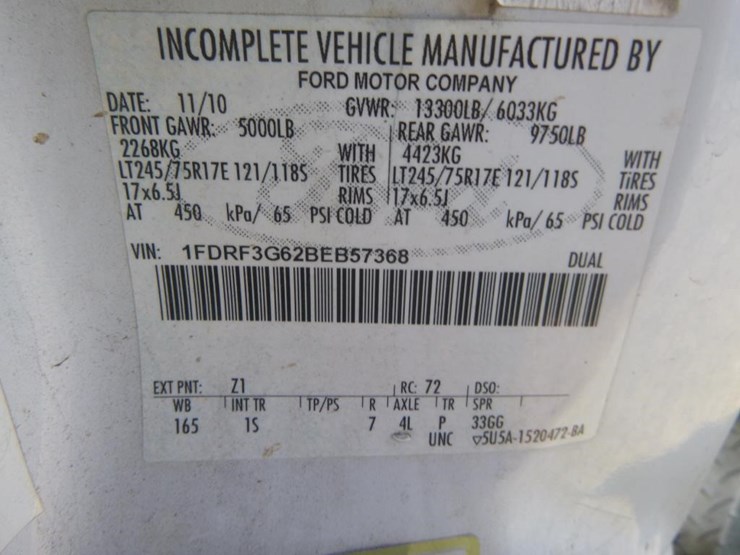 INCOMPLETE VEHICLE MANUFACTURED BY
FORD MOTOR COMPANY
DATE: 11/10 GVWR: 13300LB/ 6033KG
FRONT GAWR: 5000LB REAR GAWR: 9750LB
2268KG WITH 4423KG WITH
LT245/75R17E 121/118S TIRES LT245/75R17E 121/118S TIRES
17x6.5J RIMS 17x6.5J RIMS
AT 450 kPa/ 65 PSI COLD AT 450 kPa/ 65 PSI COLD
VIN: 1FDRF3G62BEB57368 DUAL
EXT PNT: Z1 RC: 72 DSO:
WB INT TR TP/PS R AXLE TR SPR
165 1S 7 4L P 33GG
UNC ▽5U5A-1520472-BA